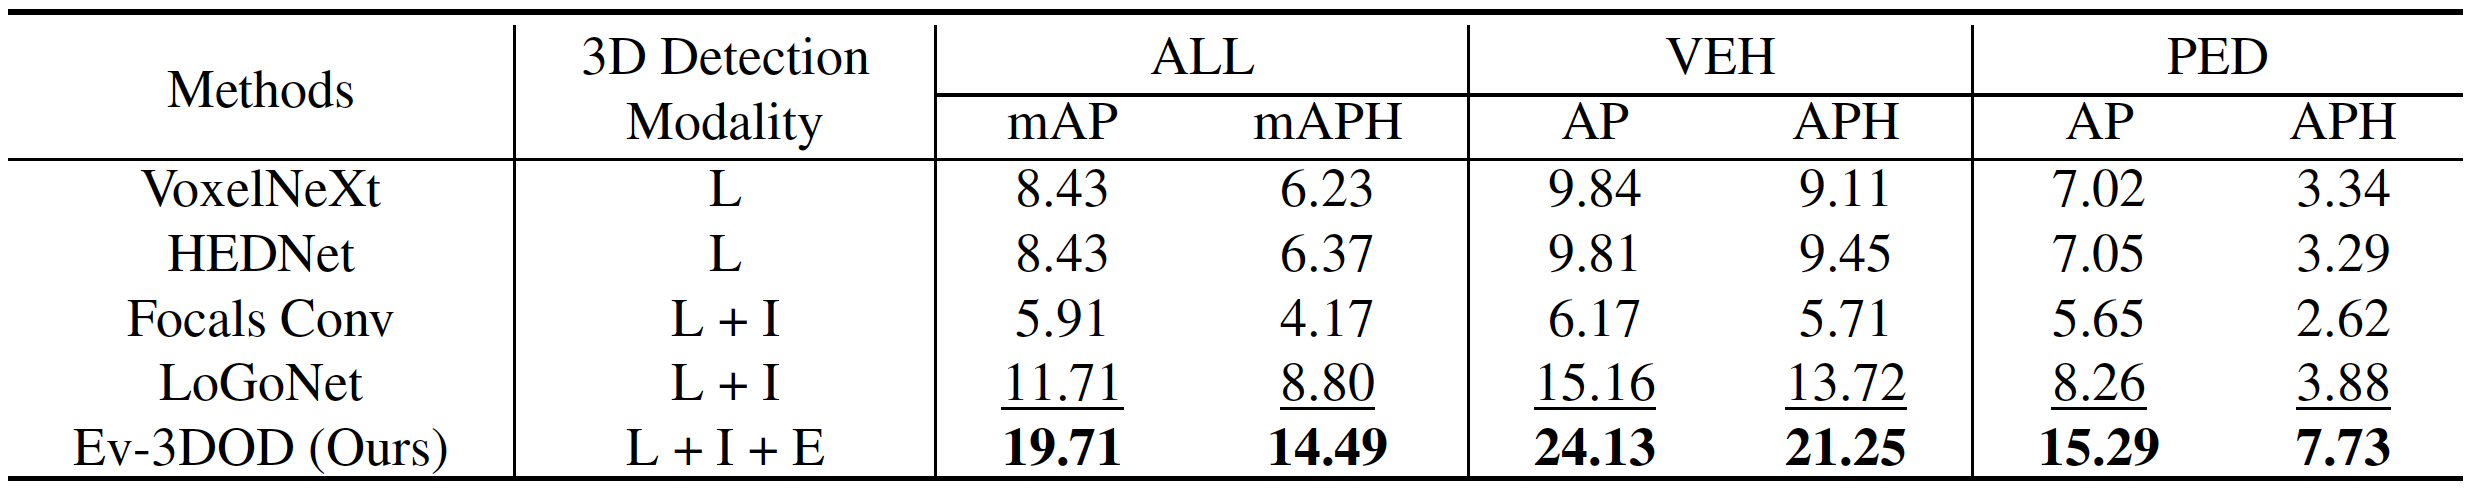 Methods 3D Detection Modality ALL VEH PED
mAP mAPH AP APH AP APH
VoxelNeXt L 8.43 6.23 9.84 9.11 7.02 3.34
HEDNet L 8.43 6.37 9.81 9.45 7.05 3.29
Focals Conv L + I 5.91 4.17 6.17 5.71 5.65 2.62
LoGoNet L + I 11.71 8.80 15.16 13.72 8.26 3.88
Ev-3DOD (Ours) L + I + E 19.71 14.49 24.13 21.25 15.29 7.73